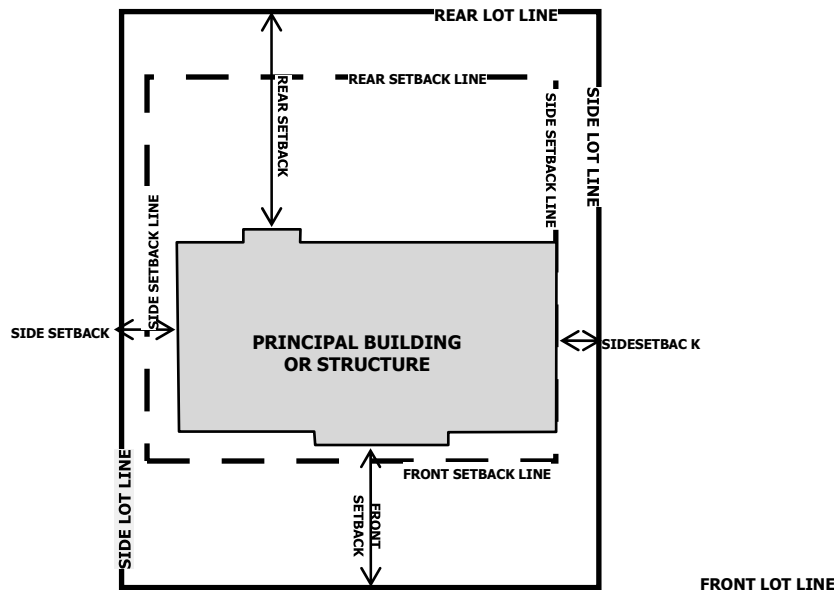 REAR LOT LINE
REAR SETBACK LINE
REAR SETBACK
SIDE SETBACK LINE
SIDE LOT LINE
SIDE SETBACK LINE
SIDE SETBACK
PRINCIPAL BUILDING
OR STRUCTURE
SIDESETBAC K
FRONT SETBACK LINE
SIDE LOT LINE
FRONT
SETBACK
FRONT LOT LINE